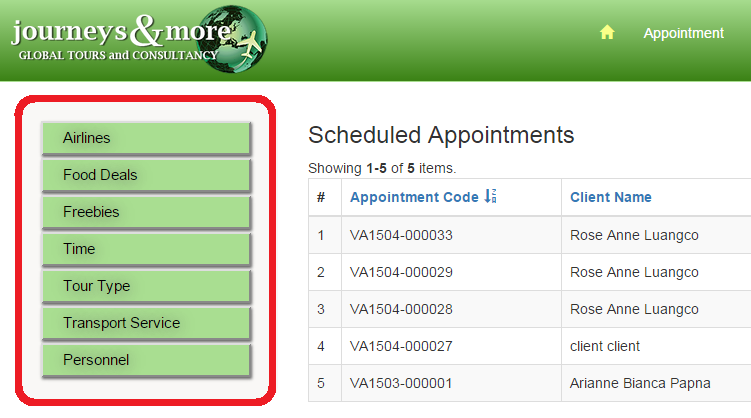 journeys&more
GLOBAL TOURS and CONSULTANCY
Appointment
Airlines
Food Deals
Freebies
Time
Tour Type
Transport Service
Personnel
Scheduled Appointments
Showing 1-5 of 5 items.
# Appointment Code Client Name
1 VA1504-000033 Rose Anne Luangco
2 VA1504-000029 Rose Anne Luangco
3 VA1504-000028 Rose Anne Luangco
4 VA1504-000027 client client
5 VA1503-000001 Arianne Bianca Papna